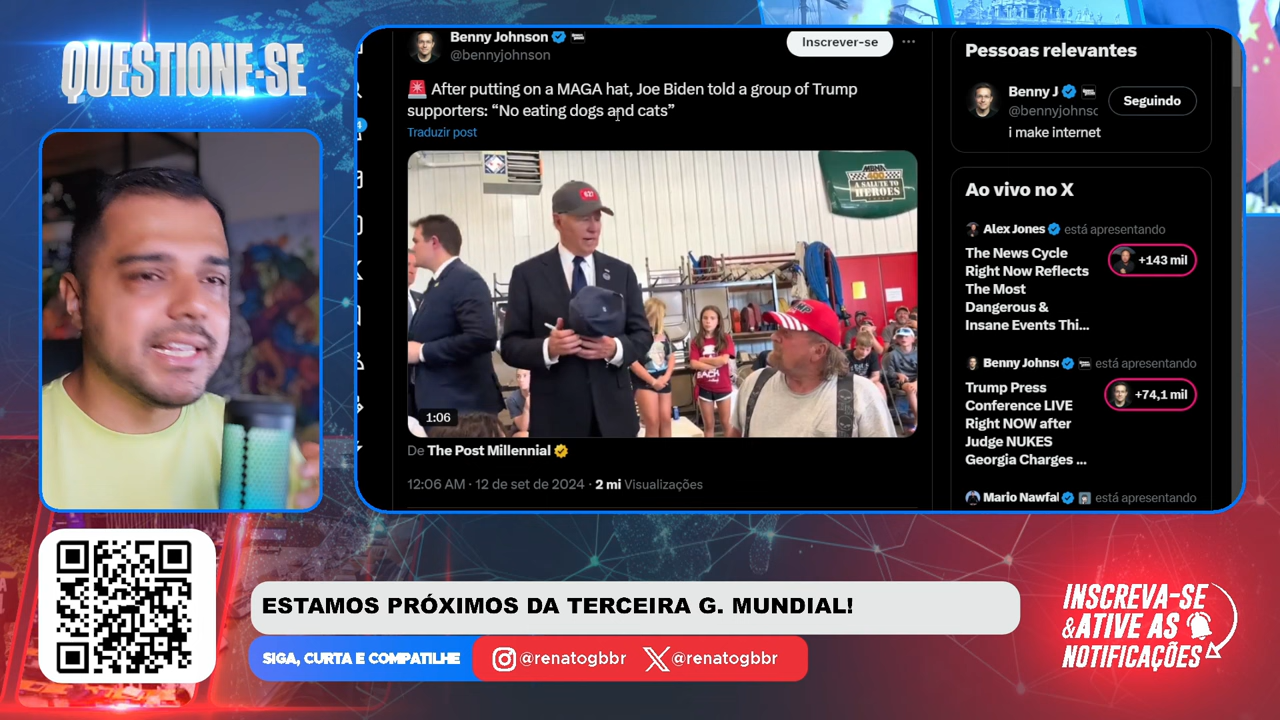 QUESTIONE-SE
Benny Johnson
@bennyjohnson
Inscrever-se
🚨 After putting on a MAGA hat, Joe Biden told a group of Trump
supporters: “No eating dogs and cats”
Traduzir post
MBNA
400
A SALUTE TO
HEROES
1:06
De The Post Millennial
12:06 AM · 12 de set de 2024 · 2 mi Visualizações
Pessoas relevantes
Benny J
@bennyjohnsc
Seguindo
i make internet
Ao vivo no X
Alex Jones está apresentando
The News Cycle
Right Now Reflects
The Most
Dangerous &
Insane Events Thi...
+143 mil
Benny Johnse está apresentando
Trump Press
Conference LIVE
Right NOW after
Judge NUKES
Georgia Charges ...
+74,1 mil
Mario Nawfal está apresentando
ESTAMOS PRÓXIMOS DA TERCEIRA G. MUNDIAL!
SIGA, CURTA E COMPATILHE
@renatogbbr
@renatogbbr
INSCREVA-SE
&ATIVE AS
NOTIFICAÇÕES